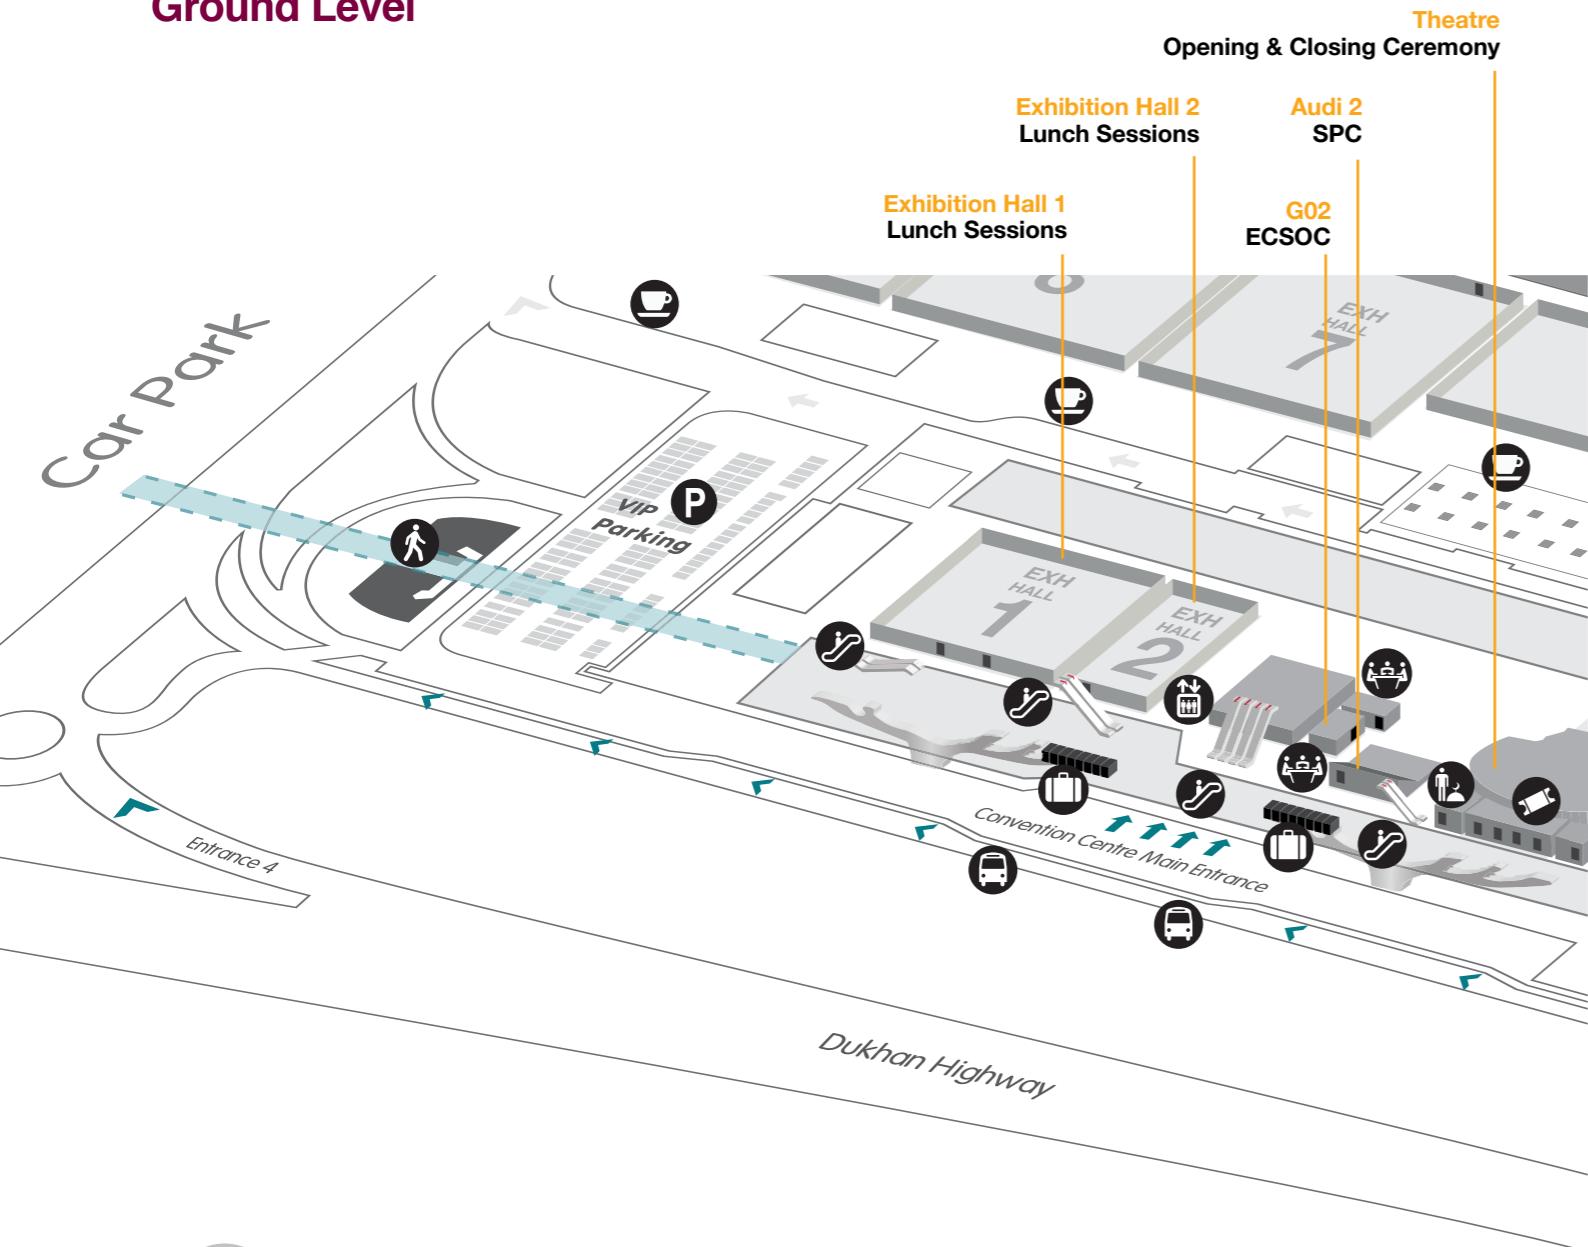 Ground Level
Theatre
Opening & Closing Ceremony
Exhibition Hall 2
Lunch Sessions
Audi 2
SPC
Exhibition Hall 1
Lunch Sessions
G02
ECSOC
Car Park
EXH
HALL
7
P
VIP
Parking
EXH
HALL
1
EXH
HALL
2
Convention Centre Main Entrance
Entrance 4
Dukhan Highway